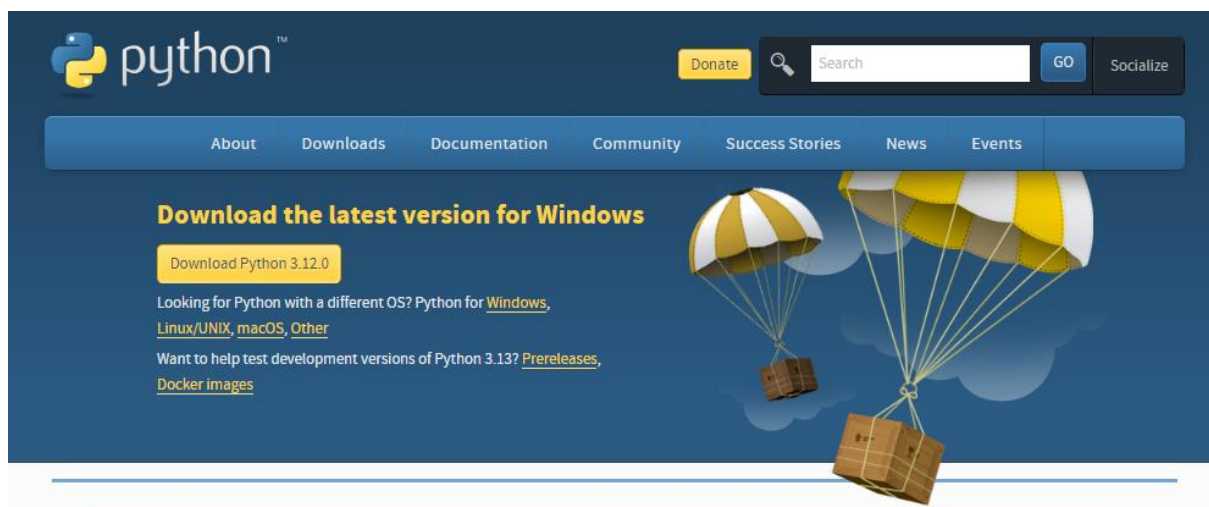 python™
Donate
Search
GO
Socialize
About Downloads Documentation Community Success Stories News Events
Download the latest version for Windows
Download Python 3.12.0
Looking for Python with a different OS? Python for Windows,
Linux/UNIX, macOS, Other
Want to help test development versions of Python 3.13? Prereleases,
Docker images